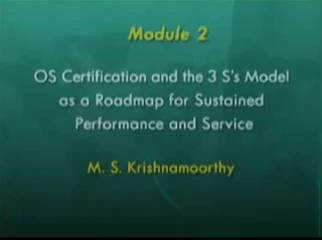 Module 2
OS Certification and the 3 S's Model
as a Roadmap for Sustained
Performance and Service
M. S. Krishnamoorthy